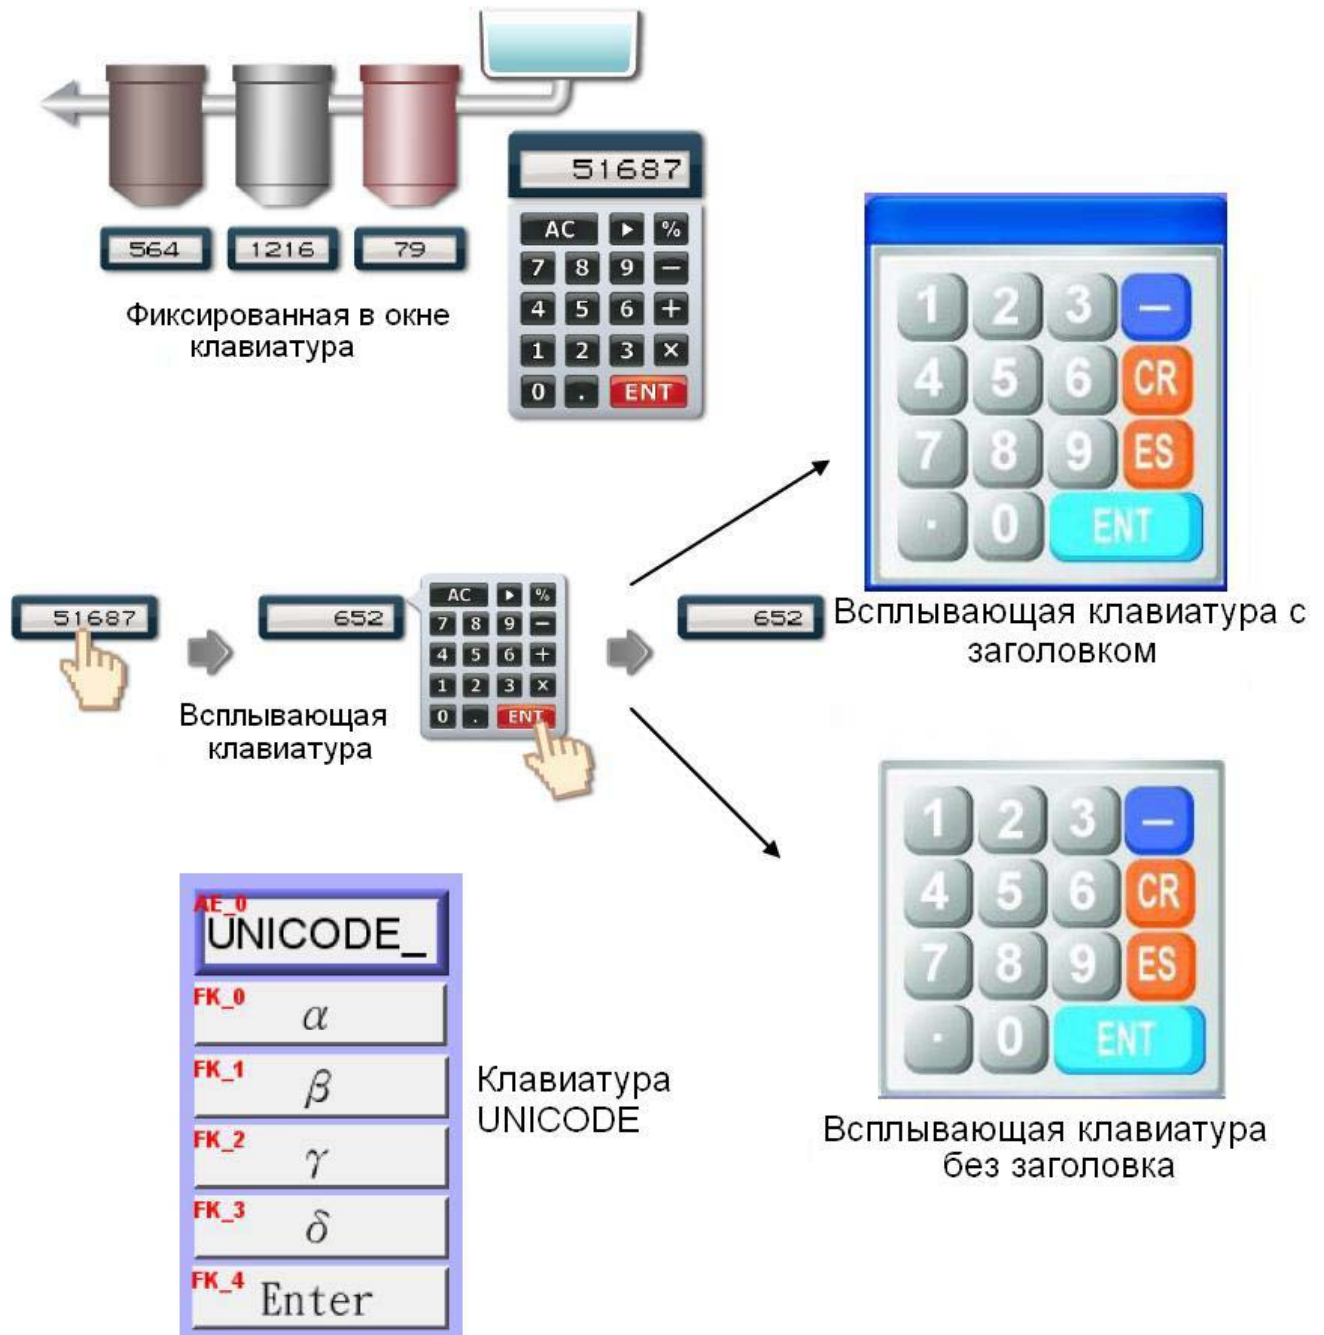 51687
AC ▶ %
7 8 9 –
4 5 6 +
1 2 3 ×
0 . ENT
564 1216 79
Фиксированная в окне
клавиатура
1 2 3 –
4 5 6 CR
7 8 9 ES
. 0 ENT
Всплывающая клавиатура с
заголовком
51687
652
AC ▶ %
7 8 9 –
4 5 6 +
1 2 3 ×
0 . ENT
652
Всплывающая
клавиатура
1 2 3 –
4 5 6 CR
7 8 9 ES
. 0 ENT
Всплывающая клавиатура
без заголовка
AE_0
UNICODE_
FK_0
α
FK_1
β
FK_2
γ
FK_3
δ
FK_4
Enter
Клавиатура
UNICODE